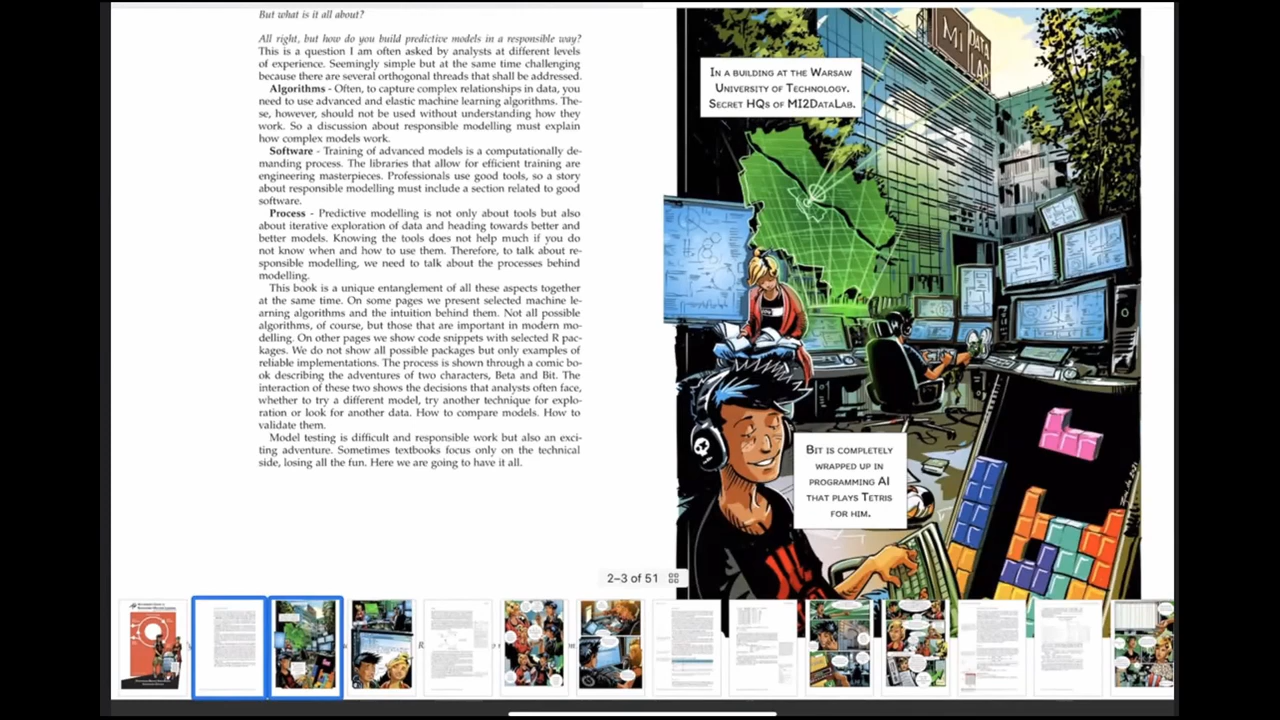 But what is it all about?
All right, but how do you build predictive models in a responsible way?
This is a question I am often asked by analysts at different levels
of experience. Seemingly simple but at the same time challenging
because there are several orthogonal threads that shall be addressed.
Algorithms - Often, to capture complex relationships in data, you
need to use advanced and elastic machine learning algorithms. The-
se, however, should not be used without understanding how they
work. So a discussion about responsible modelling must explain
how complex models work.
Software - Training of advanced models is a computationally de-
manding process. The libraries that allow for efficient training are
engineering masterpieces. Professionals use good tools, so a story
about responsible modelling must include a section related to good
software.
Process - Predictive modelling is not only about tools but also
about iterative exploration of data and heading towards better and
better models. Knowing the tools does not help much if you do
not know when and how to use them. Therefore, to talk about re-
sponsible modelling, we need to talk about the processes behind
modelling.
This book is a unique entanglement of all these aspects together
at the same time. On some pages we present selected machine le-
arning algorithms and the intuition behind them. Not all possible
algorithms, of course, but those that are important in modern mo-
delling. On other pages we show code snippets with selected R pac-
kages. We do not show all possible packages but only examples of
reliable implementations. The process is shown through a comic bo-
ok describing the adventures of two characters, Beta and Bit. The
interaction of these two shows the decisions that analysts often face,
whether to try a different model, try another technique for explo-
ration or look for another data. How to compare models. How to
validate them.
Model testing is difficult and responsible work but also an exci-
ting adventure. Sometimes textbooks focus only on the technical
side, losing all the fun. Here we are going to have it all.
MI
DATA
LAB
In a building at the Warsaw
University of Technology.
Secret HQs of MI2DataLab.
Bit is completely
wrapped up in
programming AI
that plays Tetris
for him.
2–3 of 51